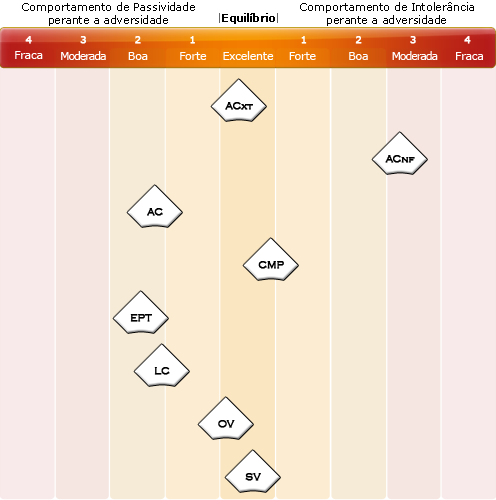 Comportamento de Passividade
perante a adversidade
|Equilíbrio|
Comportamento de Intolerância
perante a adversidade
4 3 2 1 1 2 3 4
Fraca Moderada Boa Forte Excelente Forte Boa Moderada Fraca
ACXT
ACNF
AC
CMP
EPT
LC
OV
SV